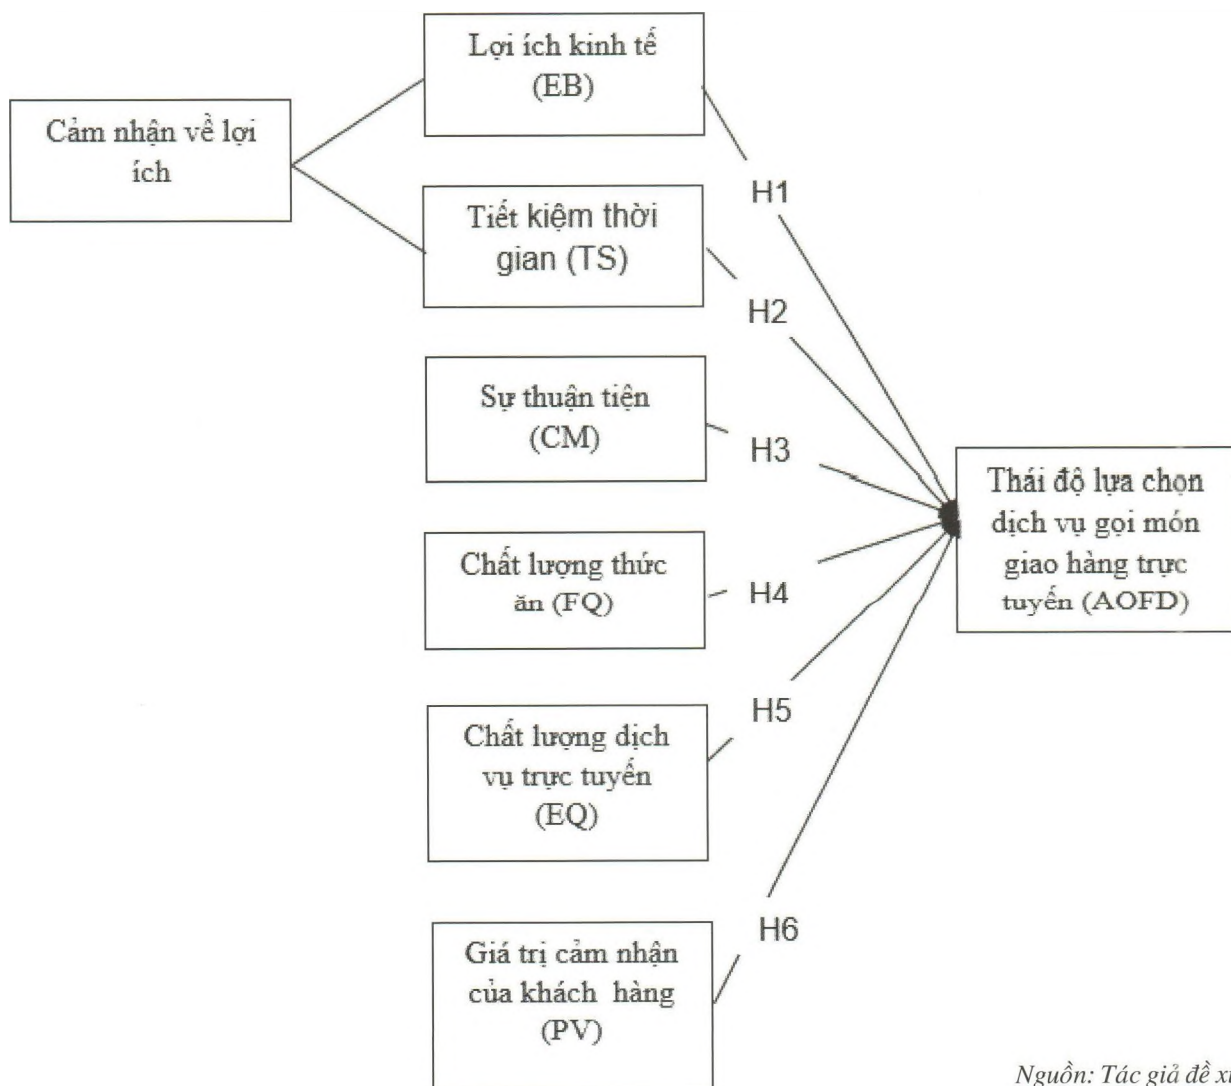 Lợi ích kinh tế
(EB)
Cảm nhận về lợi
ích
H1
Tiết kiệm thời
gian (TS)
H2
Sự thuận tiện
(CM)
H3
Thái độ lựa chọn
dịch vụ gọi món
giao hàng trực
tuyến (AOFD)
Chất lượng thức
ăn (FQ)
H4
H5
Chất lượng dịch
vụ trực tuyến
(EQ)
H6
Giá trị cảm nhận
của khách hàng
(PV)
Nguồn: Tác giả đề